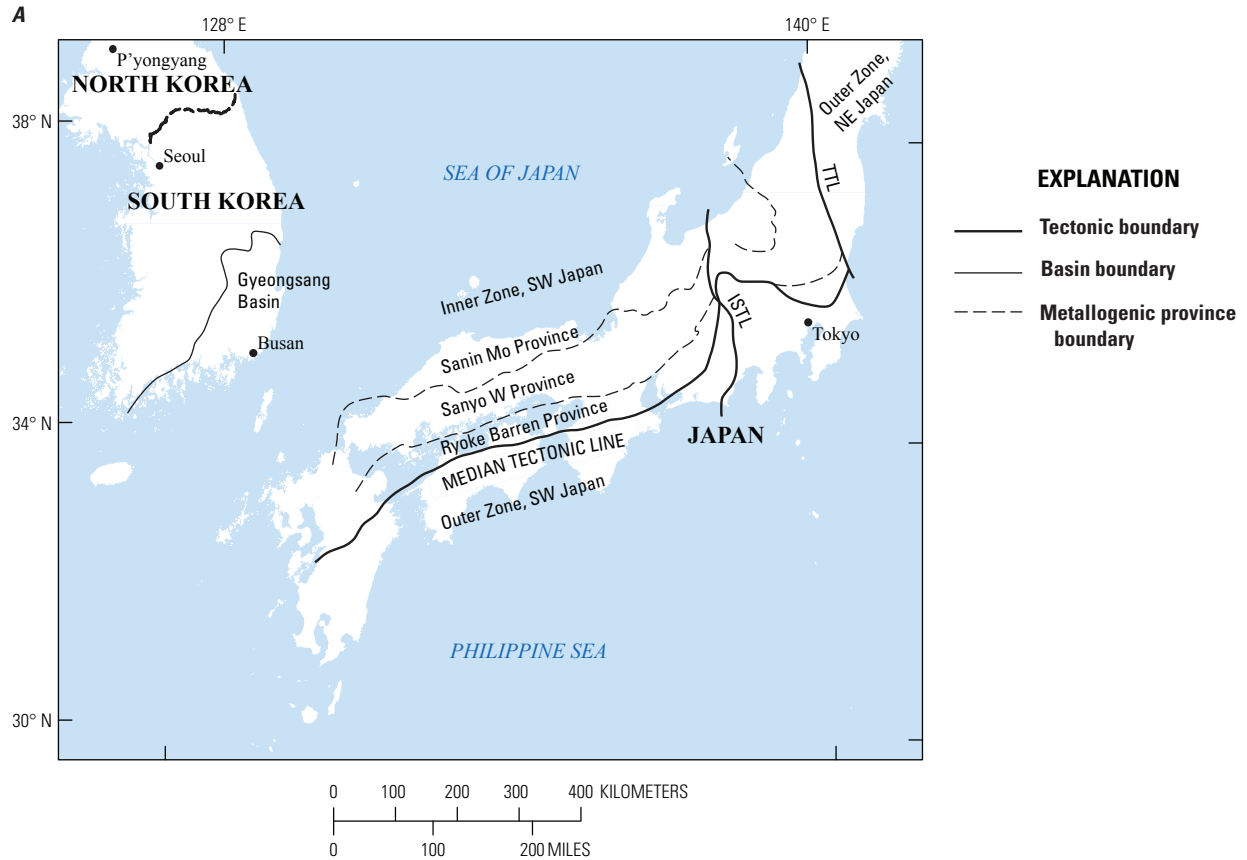 A
128° E
140° E
P'yongyang
NORTH KOREA
Outer Zone,
NE Japan
38° N
Seoul
SEA OF JAPAN
TTL
SOUTH KOREA
Gyeongsang
Basin
Inner Zone, SW Japan
ISTL
Busan
Tokyo
Sanin Mo Province
Sanyo W Province
34° N
Ryoke Barren Province
JAPAN
MEDIAN TECTONIC LINE
Outer Zone, SW Japan
PHILIPPINE SEA
30° N
EXPLANATION
Tectonic boundary
Basin boundary
Metallogenic province
boundary
0 100 200 300 400 KILOMETERS
0 100 200 MILES